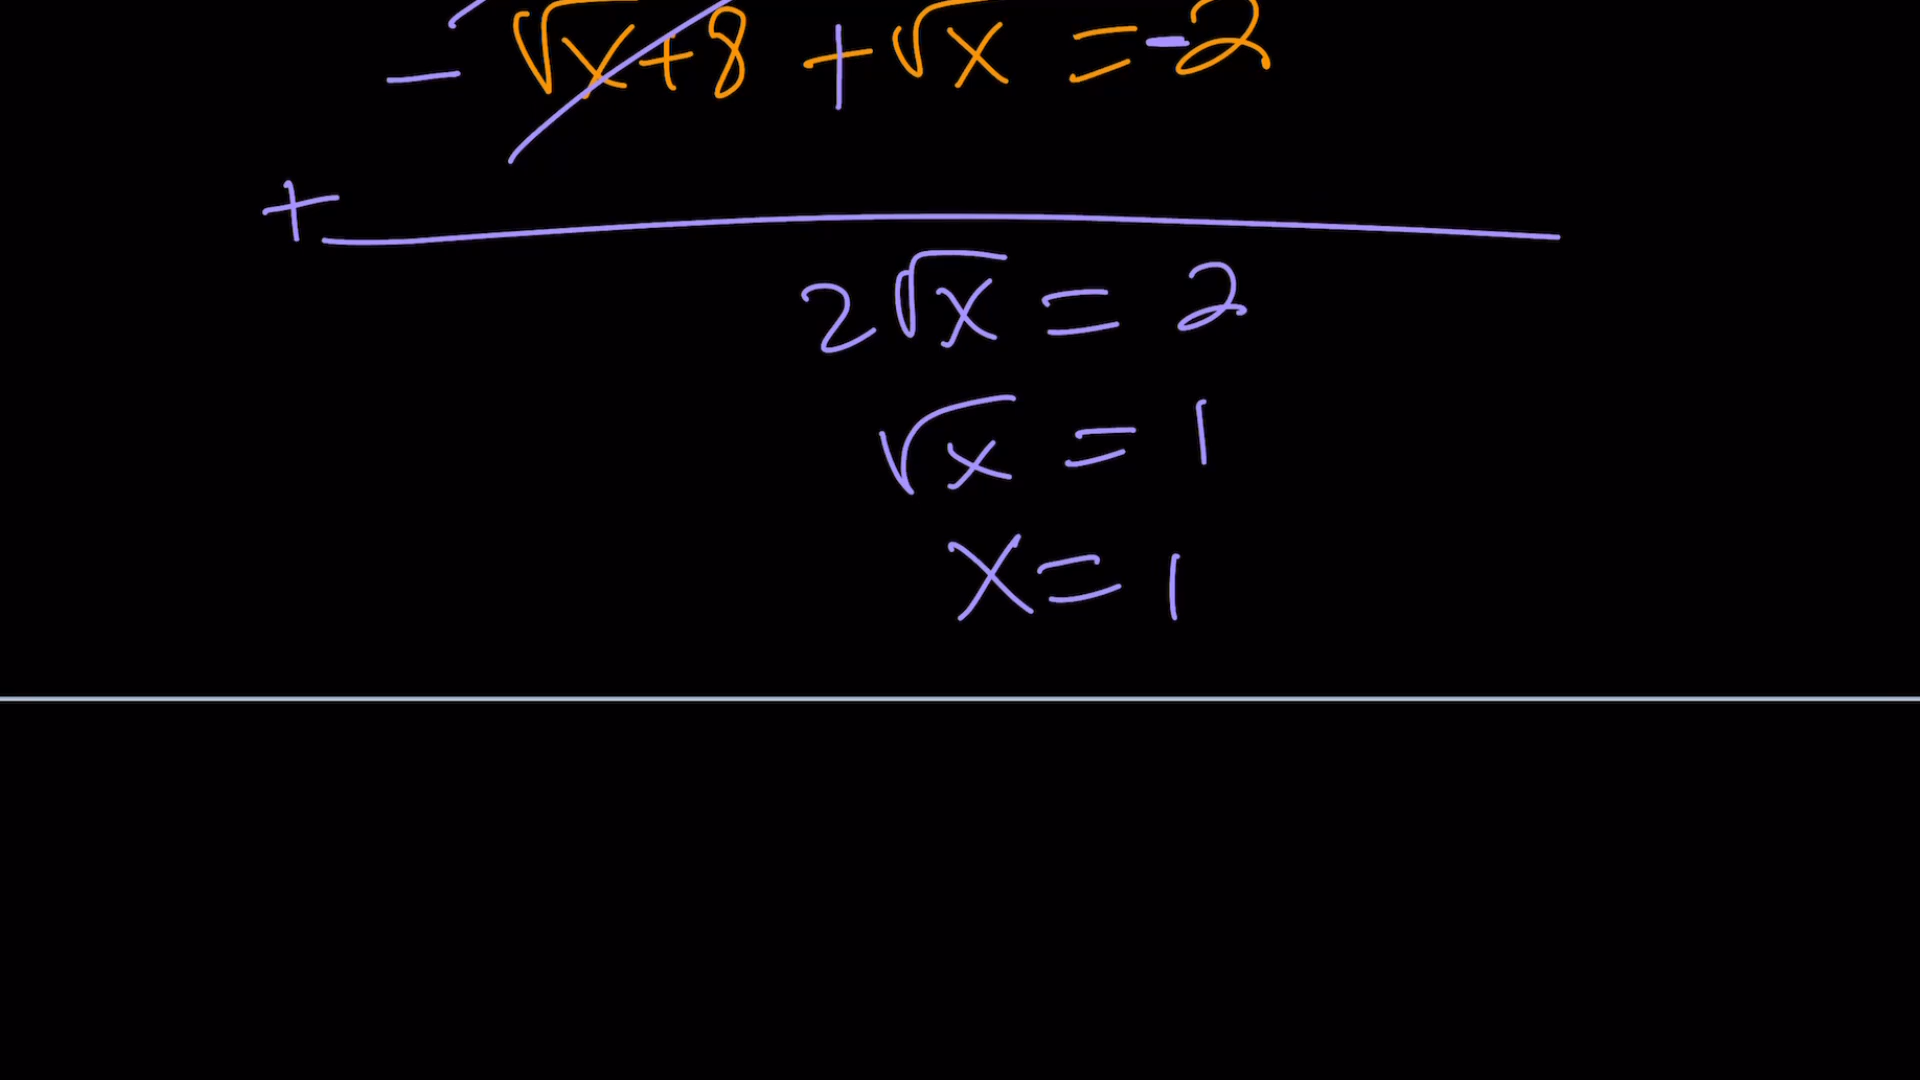 - √x+8 + √x = -2
+
2√x = 2
√x = 1
x = 1